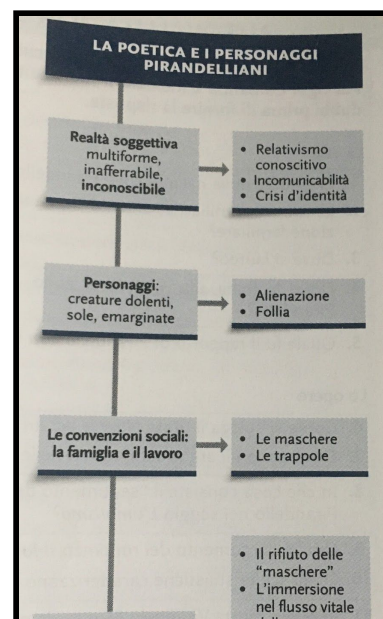 LA POETICA E I PERSONAGGI
PIRANDELLIANI
Realtà soggettiva
multiforme,
inafferrabile,
inconoscibile
• Relativismo
conoscitivo
• Incomunicabilità
• Crisi d'identità
Personaggi:
creature dolenti,
sole, emarginate
• Alienazione
• Follia
Le convenzioni sociali:
la famiglia e il lavoro
• Le maschere
• Le trappole
• Il rifiuto delle
"maschere"
• L'immersione
nel flusso vitale